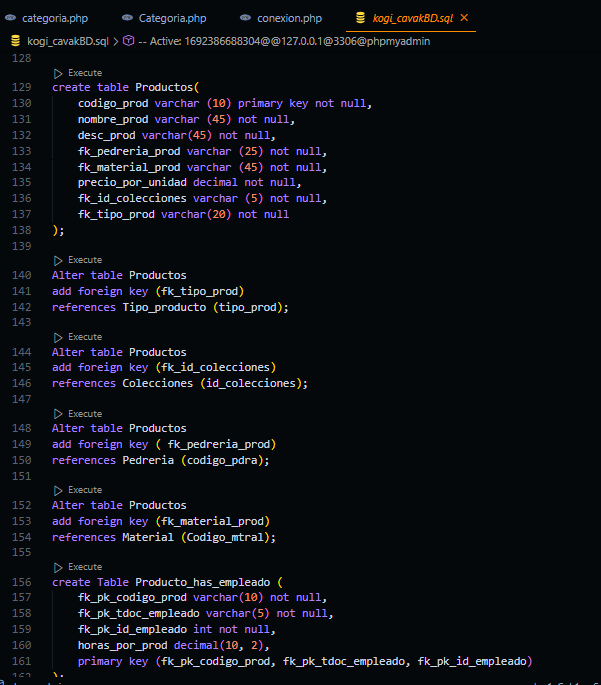 categoria.php Categoria.php conexion.php kogi_cavakBD.sql ×
kogi_cavakBD.sql > -- Active: 1692386688304@@127.0.0.1@3306@phpmyadmin
128
Execute
129 create table Productos(
130 codigo_prod varchar (10) primary key not null,
131 nombre_prod varchar (45) not null,
132 desc_prod varchar(45) not null,
133 fk_pedreria_prod varchar (25) not null,
134 fk_material_prod varchar (45) not null,
135 precio_por_unidad decimal not null,
136 fk_id_colecciones varchar (5) not null,
137 fk_tipo_prod varchar(20) not null
138 );
139
Execute
140 Alter table Productos
141 add foreign key (fk_tipo_prod)
142 references Tipo_producto (tipo_prod);
143
Execute
144 Alter table Productos
145 add foreign key (fk_id_colecciones)
146 references Colecciones (id_colecciones);
147
Execute
148 Alter table Productos
149 add foreign key ( fk_pedreria_prod)
150 references Pedreria (codigo_pdra);
151
Execute
152 Alter table Productos
153 add foreign key (fk_material_prod)
154 references Material (Codigo_mtral);
155
Execute
156 create Table Producto_has_empleado (
157 fk_pk_codigo_prod varchar(10) not null,
158 fk_pk_tdoc_empleado varchar(5) not null,
159 fk_pk_id_empleado int not null,
160 horas_por_prod decimal(10, 2),
161 primary key (fk_pk_codigo_prod, fk_pk_tdoc_empleado, fk_pk_id_empleado)
162 );